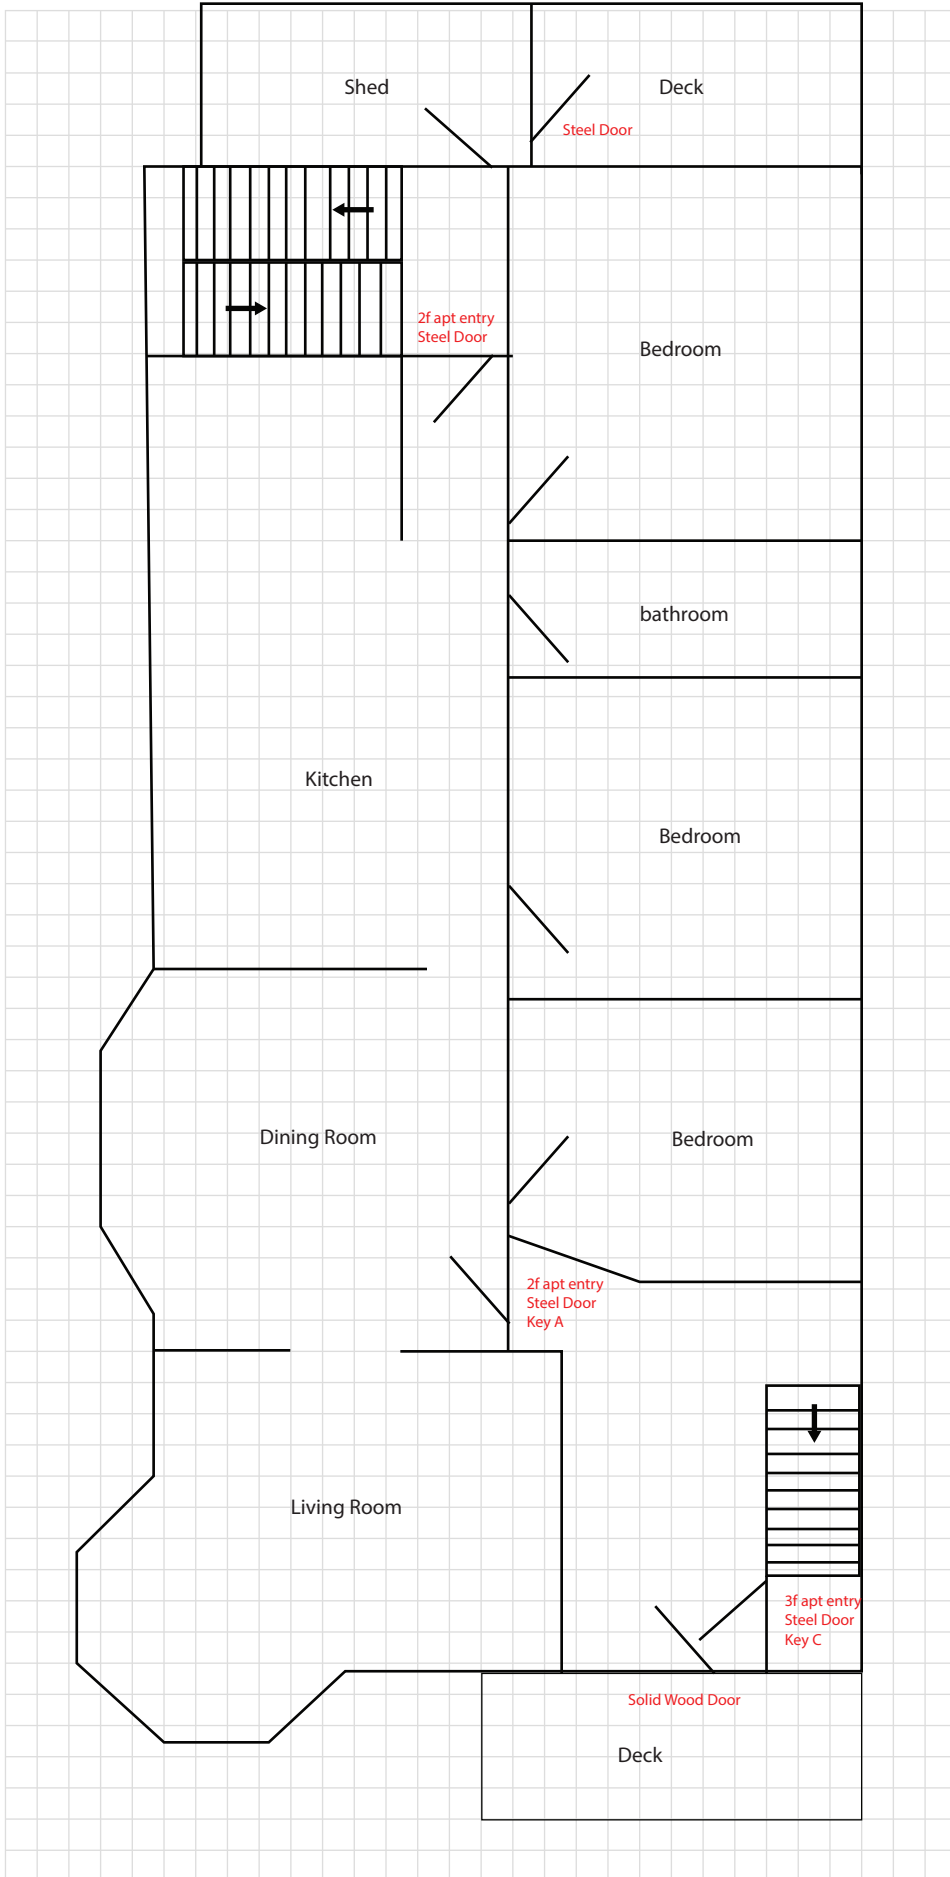 Shed
Deck
Steel Door
2f apt entry
Steel Door
Bedroom
bathroom
Kitchen
Bedroom
Dining Room
Bedroom
2f apt entry
Steel Door
Key A
Living Room
3f apt entry
Steel Door
Key C
Solid Wood Door
Deck